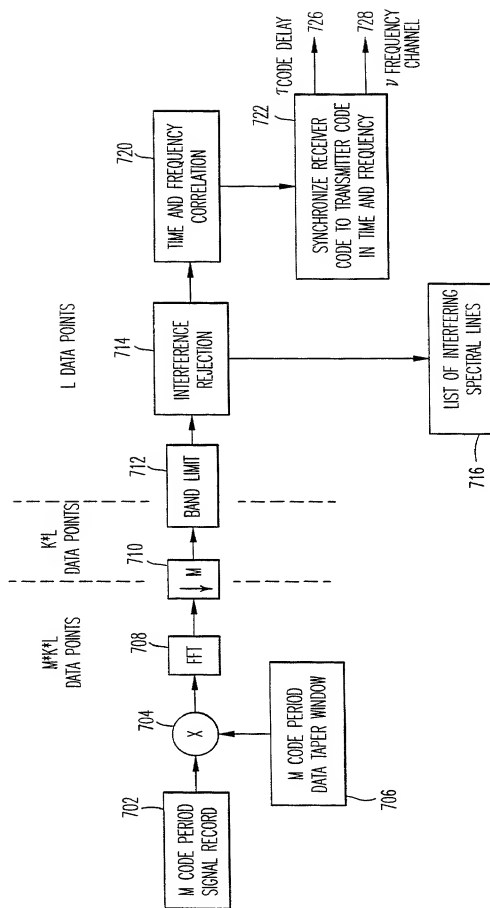 M*K*L
DATA POINTS
K*L
DATA POINTS
L DATA POINTS
702
M CODE PERIOD
SIGNAL RECORD
704
X
M CODE PERIOD
DATA TAPER WINDOW
706
708
FFT
710
↓ M
712
BAND LIMIT
714
INTERFERENCE
REJECTION
LIST OF INTERFERING
SPECTRAL LINES
716
720
TIME AND FREQUENCY
CORRELATION
722
SYNCHRONIZE RECEIVER
CODE TO TRANSMITTER CODE
IN TIME AND FREQUENCY
τ CODE DELAY
726
728
ν FREQUENCY
CHANNEL